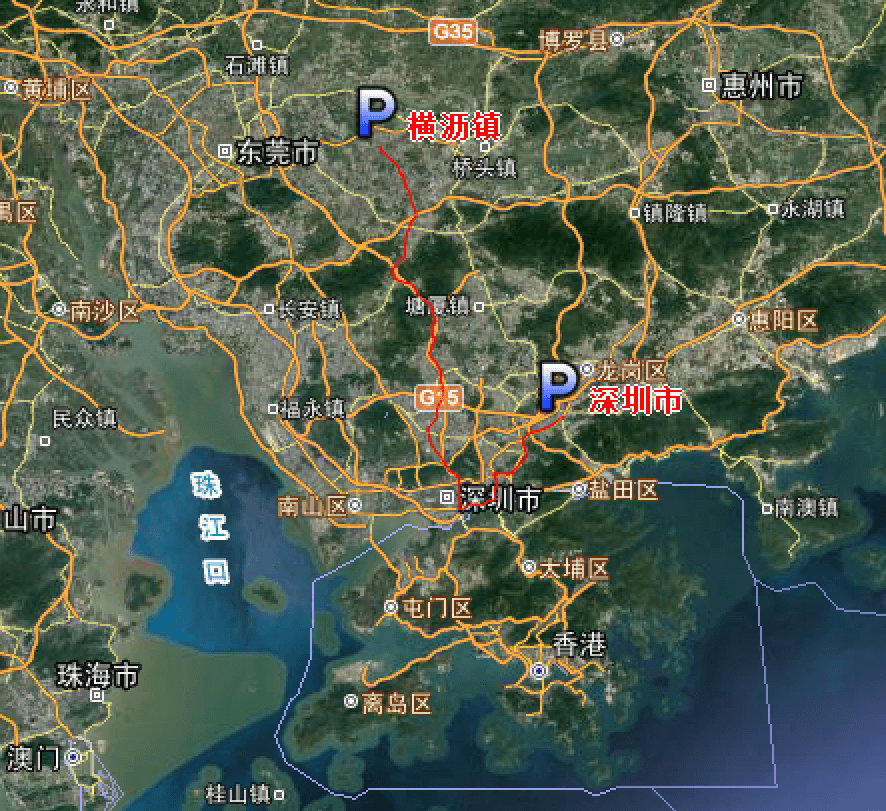 永和镇
G35
博罗县
石滩镇
黄埔区
惠州市
P
横沥镇
东莞市
桥头镇
禺区
镇隆镇
永湖镇
南沙区
长安镇
塘厦镇
惠阳区
龙岗区
P
深圳市
G25
福永镇
民众镇
珠江口
南山区
深圳市
盐田区
南澳镇
山市
大埔区
屯门区
香港
珠海市
离岛区
澳门
桂山镇